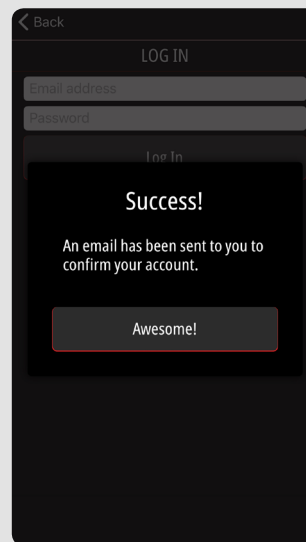 Back
LOG IN
Email address
Password
Log In
Success!
An email has been sent to you to
confirm your account.
Awesome!